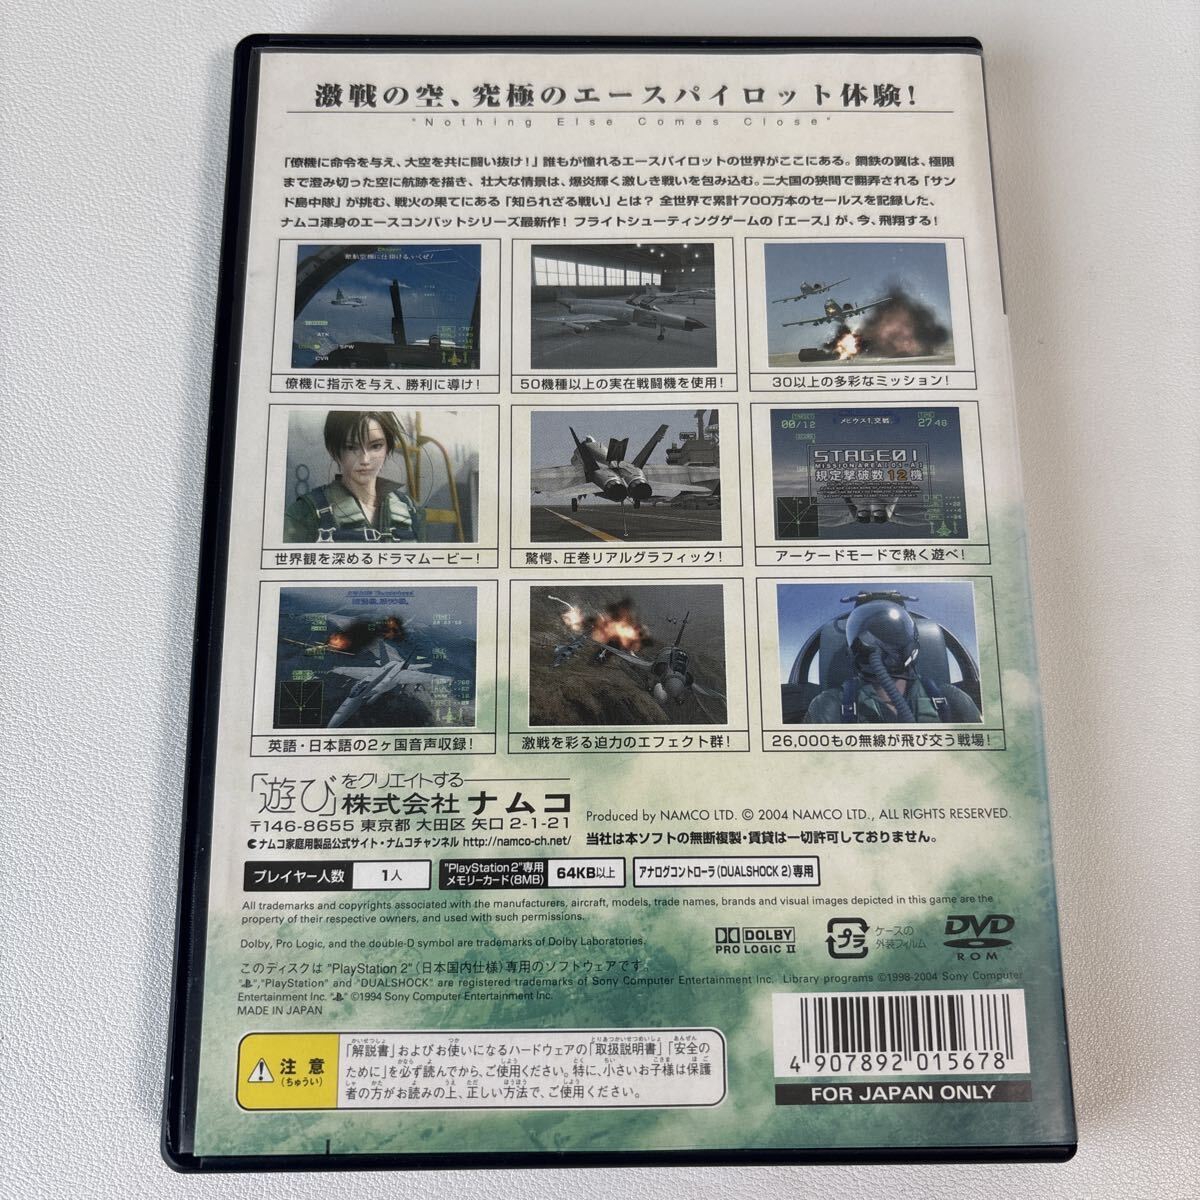 激戦の空、究極のエースパイロット体験!
"Nothing Else Comes Close"
「僚機に命令を与え、大空を共に闘い抜け!」誰もが憧れるエースパイロットの世界がここにある。鋼鉄の翼は、極限
まで澄み切った空に航跡を描き、壮大な情景は、爆炎輝く激しき戦いを包み込む。二大国の狭間で翻弄される「サン
ド島中隊」が挑む、戦火の果てにある「知られざる戦い」とは? 全世界で累計700万本のセールスを記録した、
ナムコ渾身のエースコンバットシリーズ最新作! フライトシューティングゲームの「エース」が、今、飛翔する!
Chopper
敵航空機に仕掛ける、いくぜ!
ATK
SPW
CVR
僚機に指示を与え、勝利に導け!
50機種以上の実在戦闘機を使用!
30以上の多彩なミッション!
世界観を深めるドラマムービー!
驚愕、圧巻リアルグラフィック!
TARGET
00/12
メビウス1、交戦
TIME
27 48
STAGE01
MISSION AREA[01-A]
規定撃破数12機
アーケードモードで熱く遊べ!
英語・日本語の2ヶ国音声収録!
激戦を彩る迫力のエフェクト群!
26,000もの無線が飛び交う戦場!
「遊び」をクリエイトする
株式会社 ナムコ
〒146-8655 東京都 大田区 矢口 2-1-21
ナムコ家庭用製品公式サイト・ナムコチャンネル http://namco-ch.net/
Produced by NAMCO LTD. © 2004 NAMCO LTD., ALL RIGHTS RESERVED.
当社は本ソフトの無断複製・賃貸は一切許可しておりません。
プレイヤー人数 1人
"PlayStation 2"専用
メモリーカード(8MB) 64KB以上
アナログコントローラ(DUALSHOCK 2)専用
All trademarks and copyrights associated with the manufacturers, aircraft, models, trade names, brands and visual images depicted in this game are the
property of their respective owners, and used with such permissions.
Dolby, Pro Logic, and the double-D symbol are trademarks of Dolby Laboratories.
DOLBY
PRO LOGIC II
プラ
ケースの
外装フィルム
DVD
ROM
このディスクは "PlayStation 2" (日本国内仕様) 専用のソフトウェアです。
" ","PlayStation" and "DUALSHOCK" are registered trademarks of Sony Computer Entertainment Inc. Library programs ©1998-2004 Sony Computer
Entertainment Inc. " " ©1994 Sony Computer Entertainment Inc.
MADE IN JAPAN
注意
(ちゅうい)
「解説書」およびお使いになるハードウェアの「取扱説明書」「安全の
ために」を必ず読んでから、ご使用ください。特に、小さいお子様は保護
者の方がお読みの上、正しい方法で、ご使用ください。
4 907892 015678
FOR JAPAN ONLY